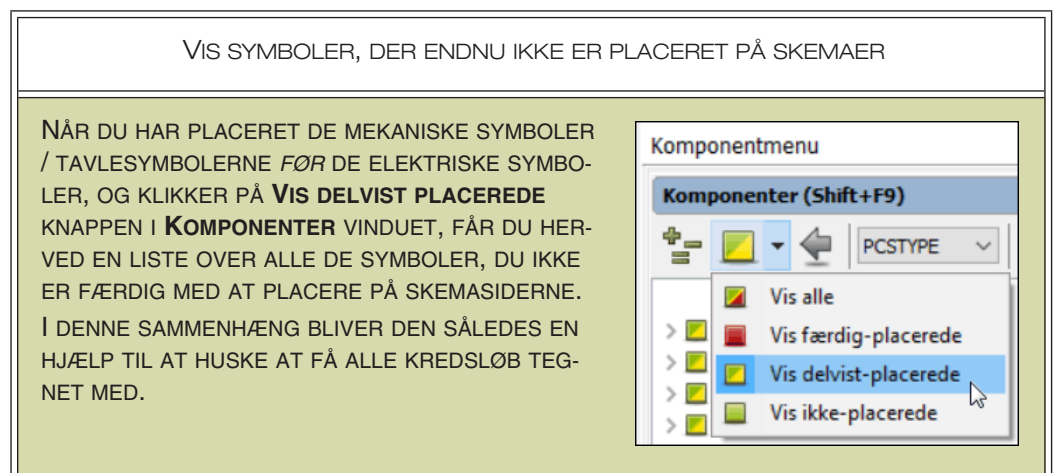 VIS SYMBOLER, DER ENDNU IKKE ER PLACERET PÅ SKEMAER
NÅR DU HAR PLACERET DE MEKANISKE SYMBOLER
/ TAVLESYMBOLERNE FØR DE ELEKTRISKE SYMBO-
LER, OG KLIKKER PÅ VIS DELVIST PLACEREDE
KNAPPEN I KOMPONENTER VINDUET, FÅR DU HER-
VED EN LISTE OVER ALLE DE SYMBOLER, DU IKKE
ER FÆRDIG MED AT PLACERE PÅ SKEMASIDERNE.
I DENNE SAMMENHÆNG BLIVER DEN SÅLEDES EN
HJÆLP TIL AT HUSKE AT FÅ ALLE KREDSLØB TEG-
NET MED.
Komponentmenu
Komponenter (Shift+F9)
PCSTYPE
Vis alle
Vis færdig-placerede
Vis delvist-placerede
Vis ikke-placerede